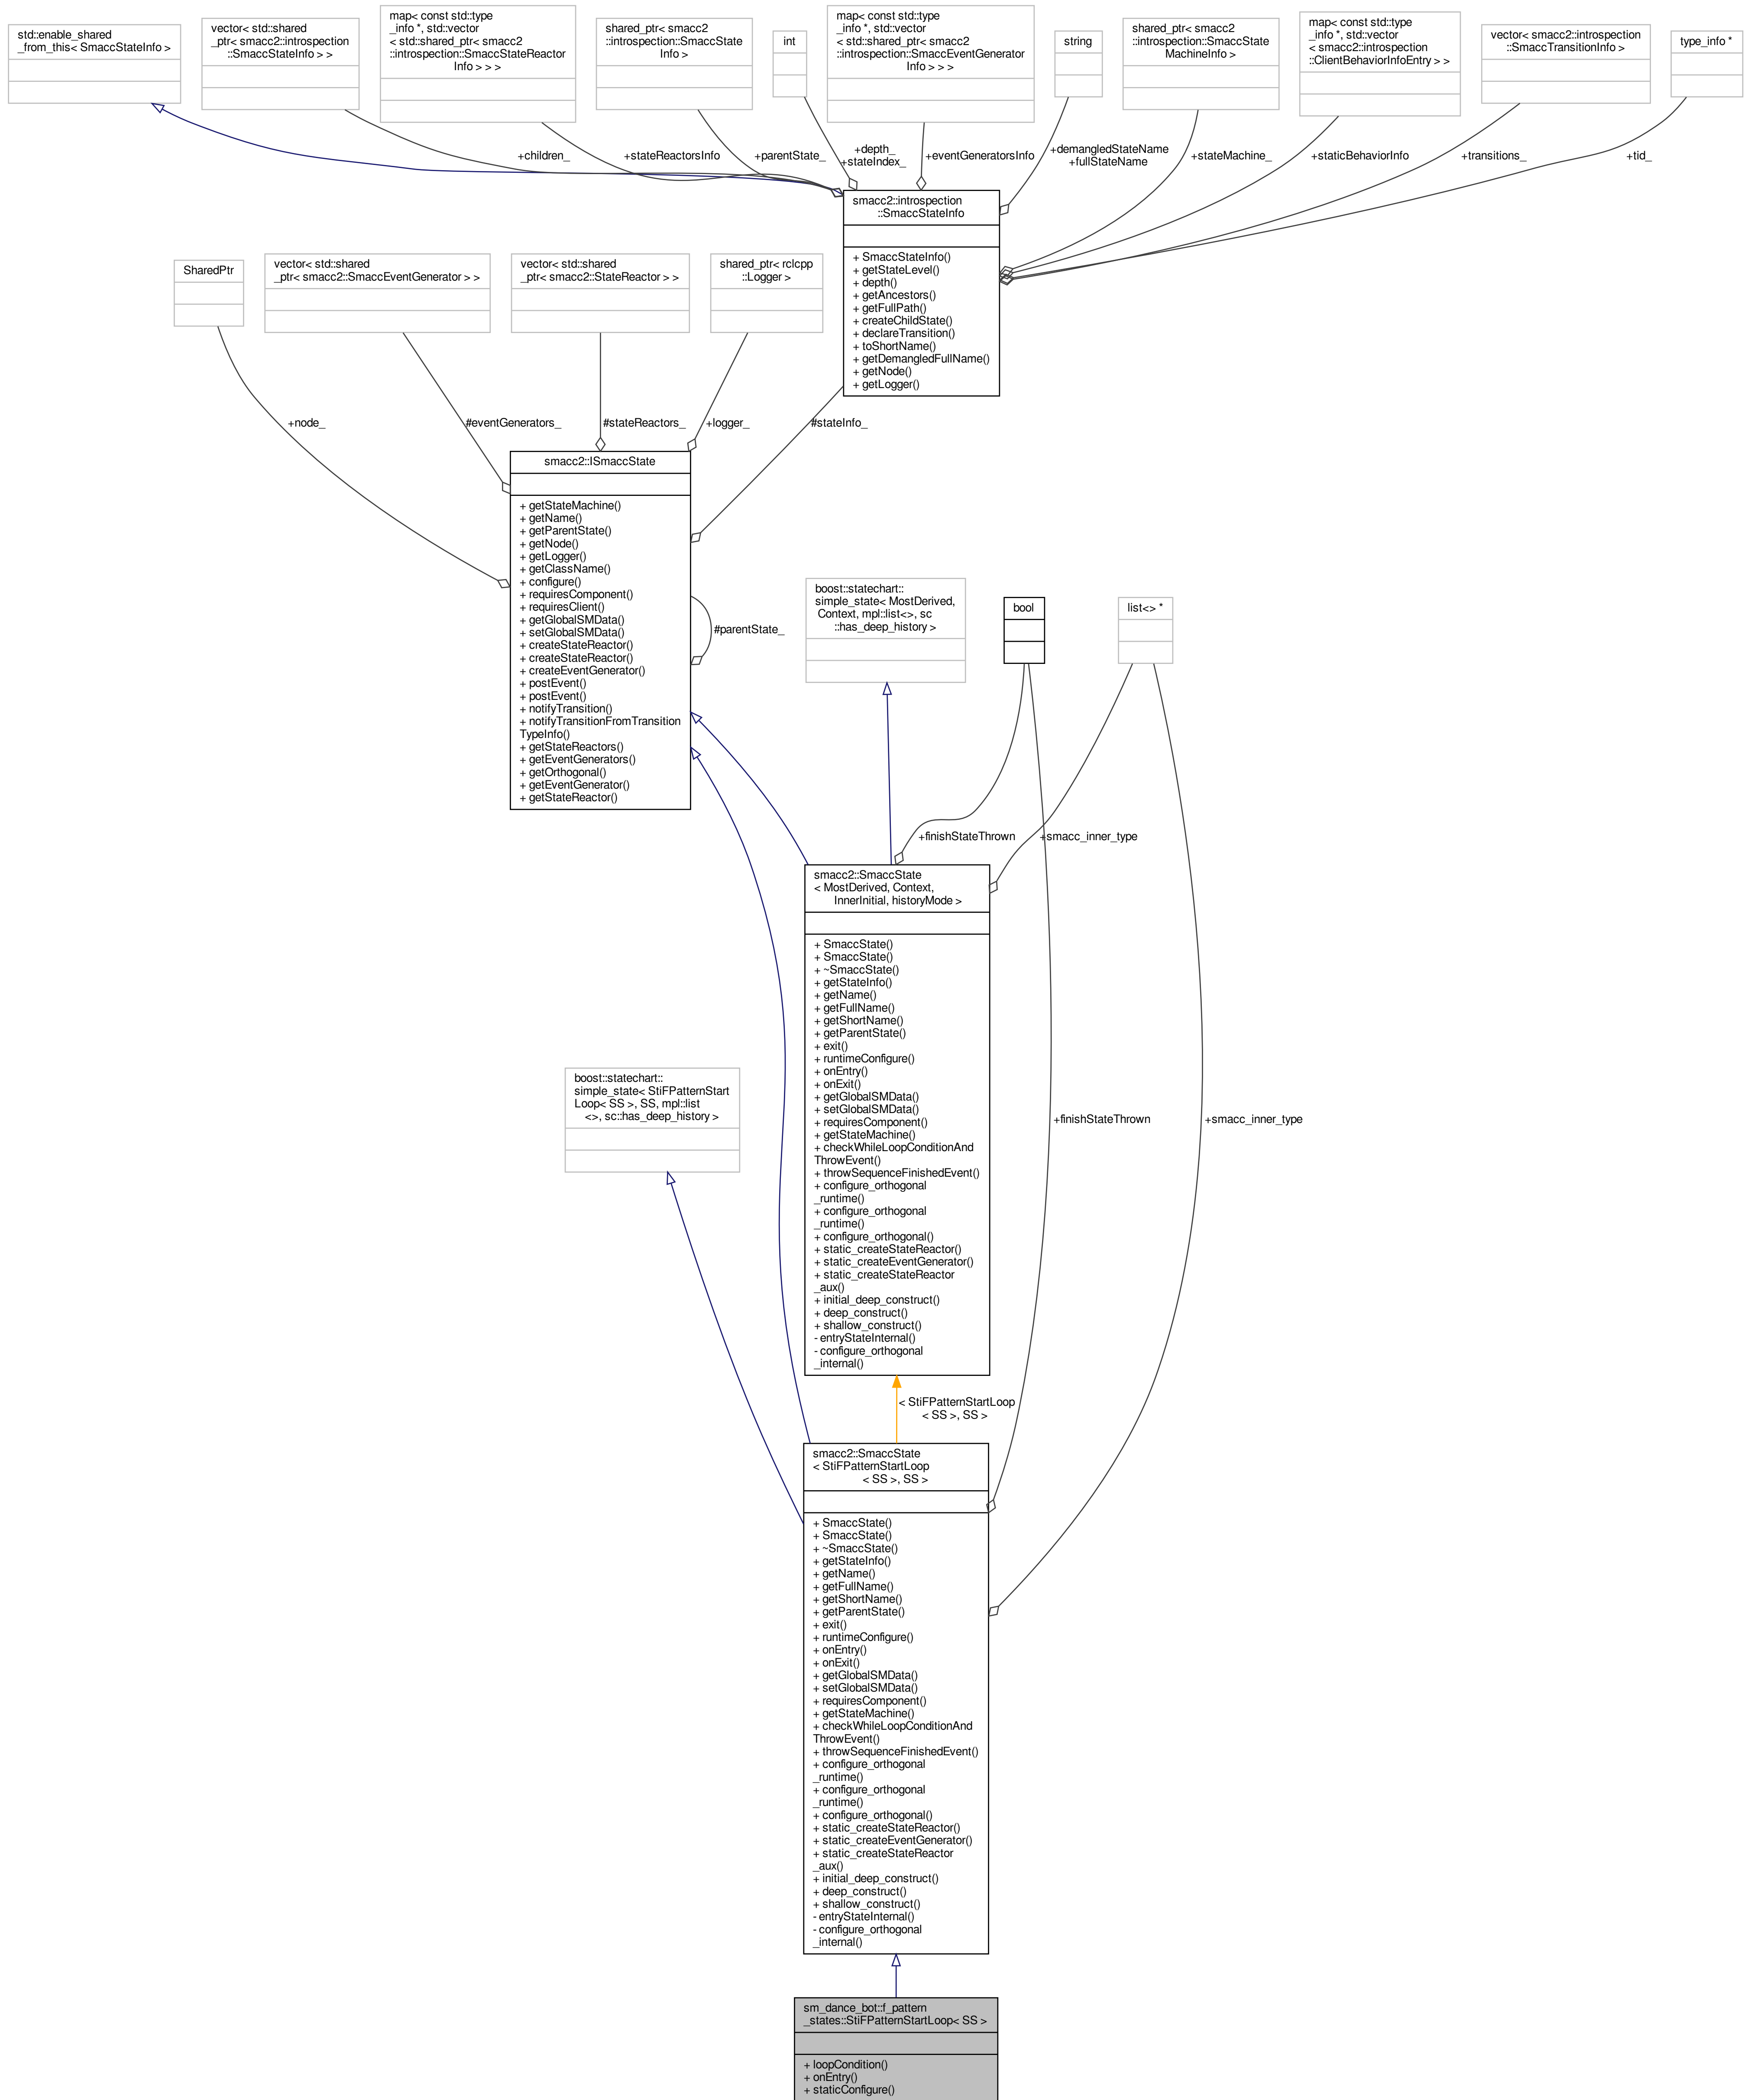 std::enable_shared
_from_this< SmaccStateInfo >
vector< std::shared
_ptr< smacc2::introspection
::SmaccStateInfo > >
map< const std::type
_info *, std::vector
< std::shared_ptr< smacc2
::introspection::SmaccStateReactor
Info > > >
shared_ptr< smacc2
::introspection::SmaccState
Info >
int
map< const std::type
_info *, std::vector
< std::shared_ptr< smacc2
::introspection::SmaccEventGenerator
Info > > >
string
shared_ptr< smacc2
::introspection::SmaccState
MachineInfo >
map< const std::type
_info *, std::vector
< smacc2::introspection
::ClientBehaviorInfoEntry > >
vector< smacc2::introspection
::SmaccTransitionInfo >
type_info *
+children_
+stateReactorsInfo
+parentState_
+depth_
+stateIndex_
+eventGeneratorsInfo
+demangledStateName
+fullStateName
+stateMachine_
+staticBehaviorInfo
+transitions_
+tid_
smacc2::introspection
::SmaccStateInfo
+ SmaccStateInfo()
+ getStateLevel()
+ depth()
+ getAncestors()
+ getFullPath()
+ createChildState()
+ declareTransition()
+ toShortName()
+ getDemangledFullName()
+ getNode()
+ getLogger()
SharedPtr
vector< std::shared
_ptr< smacc2::SmaccEventGenerator > >
vector< std::shared
_ptr< smacc2::StateReactor > >
shared_ptr< rclcpp
::Logger >
+node_
#eventGenerators_
#stateReactors_
+logger_
#stateInfo_
smacc2::ISmaccState
+ getStateMachine()
+ getName()
+ getParentState()
+ getNode()
+ getLogger()
+ getClassName()
+ configure()
+ requiresComponent()
+ requiresClient()
+ getGlobalSMData()
+ setGlobalSMData()
+ createStateReactor()
+ createStateReactor()
+ createEventGenerator()
+ postEvent()
+ postEvent()
+ notifyTransition()
+ notifyTransitionFromTransition
TypeInfo()
+ getStateReactors()
+ getEventGenerators()
+ getOrthogonal()
+ getEventGenerator()
+ getStateReactor()
#parentState_
boost::statechart::
simple_state< MostDerived,
Context, mpl::list<>, sc
::has_deep_history >
bool
list<> *
+finishStateThrown
+smacc_inner_type
smacc2::SmaccState
< MostDerived, Context,
InnerInitial, historyMode >
+ SmaccState()
+ SmaccState()
+ ~SmaccState()
+ getStateInfo()
+ getName()
+ getFullName()
+ getShortName()
+ getParentState()
+ exit()
+ runtimeConfigure()
+ onEntry()
+ onExit()
+ getGlobalSMData()
+ setGlobalSMData()
+ requiresComponent()
+ getStateMachine()
+ checkWhileLoopConditionAnd
ThrowEvent()
+ throwSequenceFinishedEvent()
+ configure_orthogonal
_runtime()
+ configure_orthogonal
_runtime()
+ configure_orthogonal()
+ static_createStateReactor()
+ static_createEventGenerator()
+ static_createStateReactor
_aux()
+ initial_deep_construct()
+ deep_construct()
+ shallow_construct()
- entryStateInternal()
- configure_orthogonal
_internal()
boost::statechart::
simple_state< StiFPatternStart
Loop< SS >, SS, mpl::list
<>, sc::has_deep_history >
+finishStateThrown
+smacc_inner_type
< StiFPatternStartLoop
< SS >, SS >
smacc2::SmaccState
< StiFPatternStartLoop
< SS >, SS >
+ SmaccState()
+ SmaccState()
+ ~SmaccState()
+ getStateInfo()
+ getName()
+ getFullName()
+ getShortName()
+ getParentState()
+ exit()
+ runtimeConfigure()
+ onEntry()
+ onExit()
+ getGlobalSMData()
+ setGlobalSMData()
+ requiresComponent()
+ getStateMachine()
+ checkWhileLoopConditionAnd
ThrowEvent()
+ throwSequenceFinishedEvent()
+ configure_orthogonal
_runtime()
+ configure_orthogonal
_runtime()
+ configure_orthogonal()
+ static_createStateReactor()
+ static_createEventGenerator()
+ static_createStateReactor
_aux()
+ initial_deep_construct()
+ deep_construct()
+ shallow_construct()
- entryStateInternal()
- configure_orthogonal
_internal()
sm_dance_bot::f_pattern
_states::StiFPatternStartLoop< SS >
+ loopCondition()
+ onEntry()
+ staticConfigure()